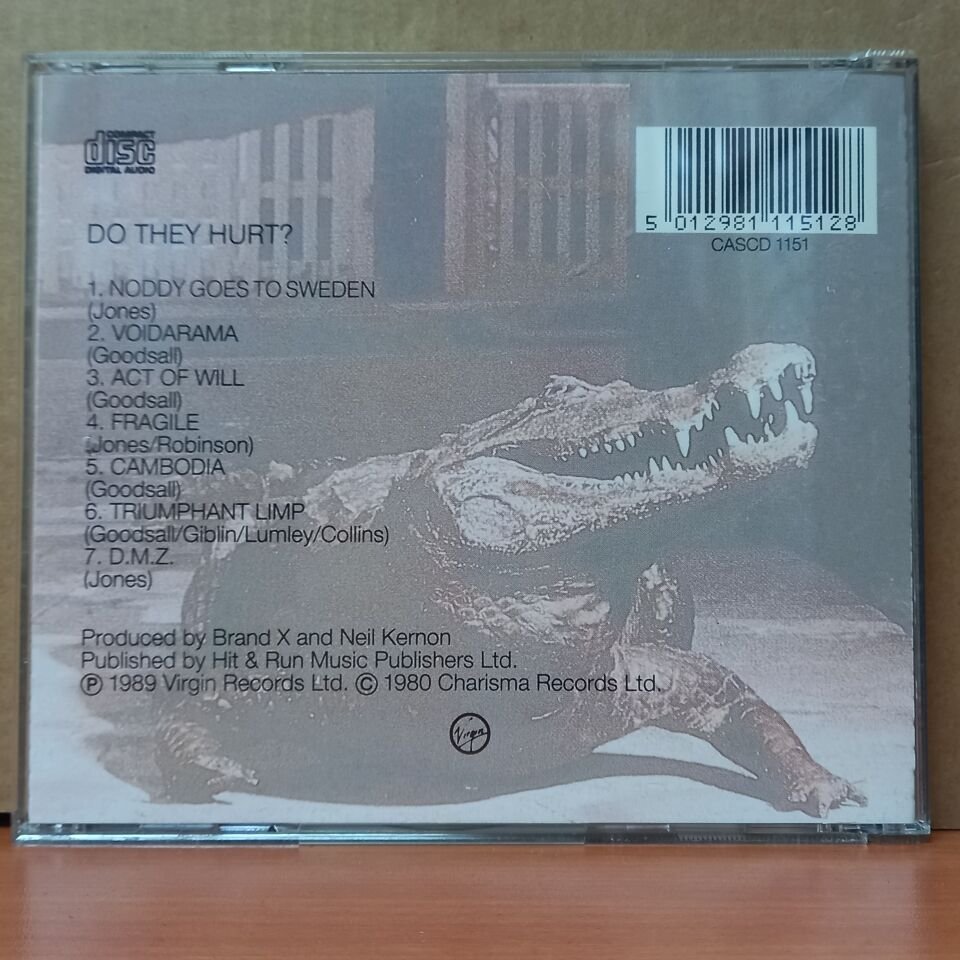 COMPACT
disc
DIGITAL AUDIO
5 012981 115128
CASCD 1151
DO THEY HURT?
1. NODDY GOES TO SWEDEN
(Jones)
2. VOIDARAMA
(Goodsall)
3. ACT OF WILL
(Goodsall)
4. FRAGILE
(Jones/Robinson)
5. CAMBODIA
(Goodsall)
6. TRIUMPHANT LIMP
(Goodsall/Giblin/Lumley/Collins)
7. D.M.Z.
(Jones)
Produced by Brand X and Neil Kernon
Published by Hit & Run Music Publishers Ltd.
℗ 1989 Virgin Records Ltd. © 1980 Charisma Records Ltd.
Virgin